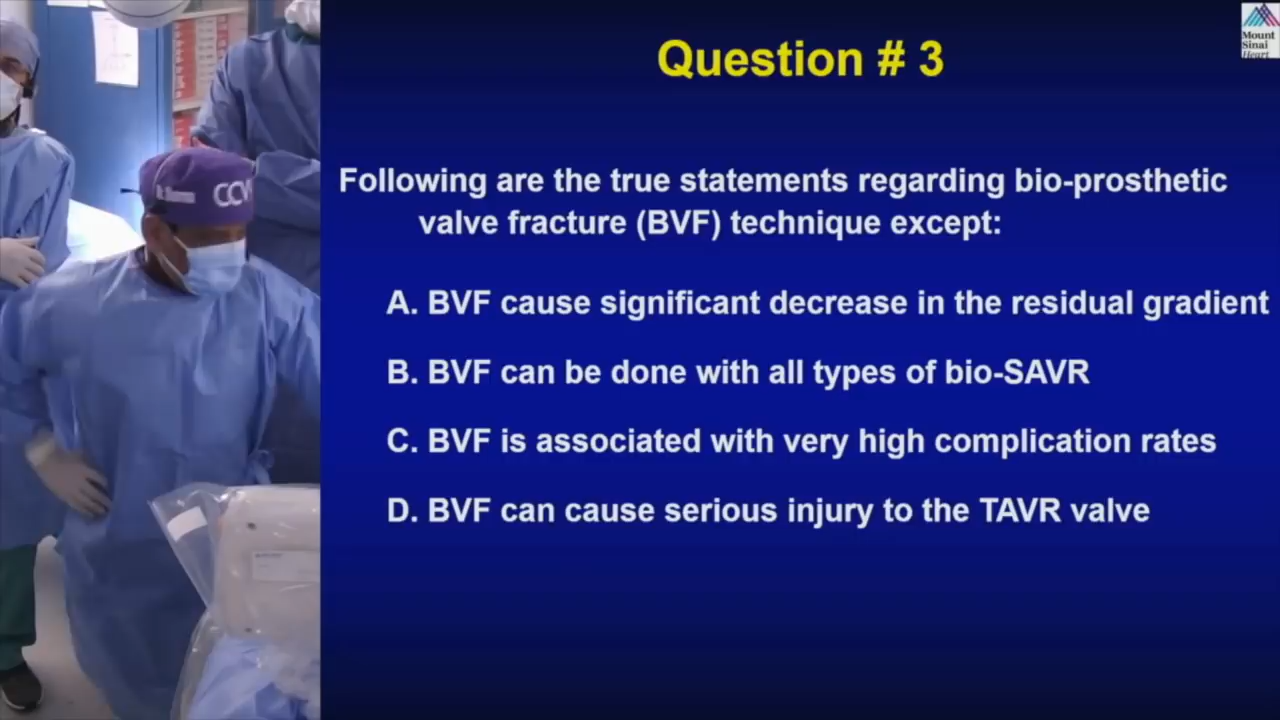 Mount
Sinai
Heart
Question # 3
Following are the true statements regarding bio-prosthetic
valve fracture (BVF) technique except:
A. BVF cause significant decrease in the residual gradient
B. BVF can be done with all types of bio-SAVR
C. BVF is associated with very high complication rates
D. BVF can cause serious injury to the TAVR valve